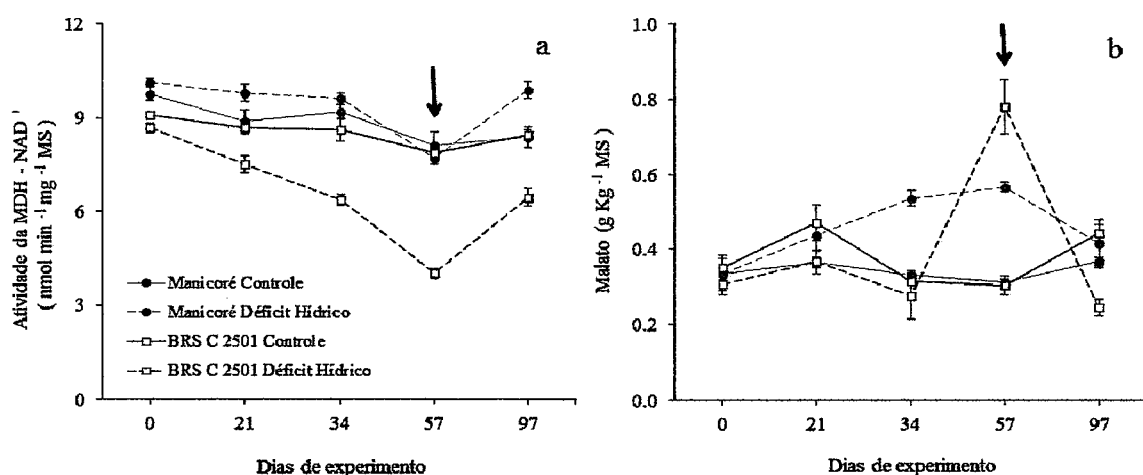 12
9
6
3
0
a
Atividade da MDH - NAD⁺
( nmol min ⁻¹ mg ⁻¹ MS )
Manicoré Controle
Manicoré Déficit Hídrico
BRS C 2501 Controle
BRS C 2501 Déficit Hídrico
0 21 34 57 97
Dias de experimento
1.0
0.8
0.6
0.4
0.2
0.0
b
Malato (g Kg ⁻¹ MS)
0 21 34 57 97
Dias de experimento